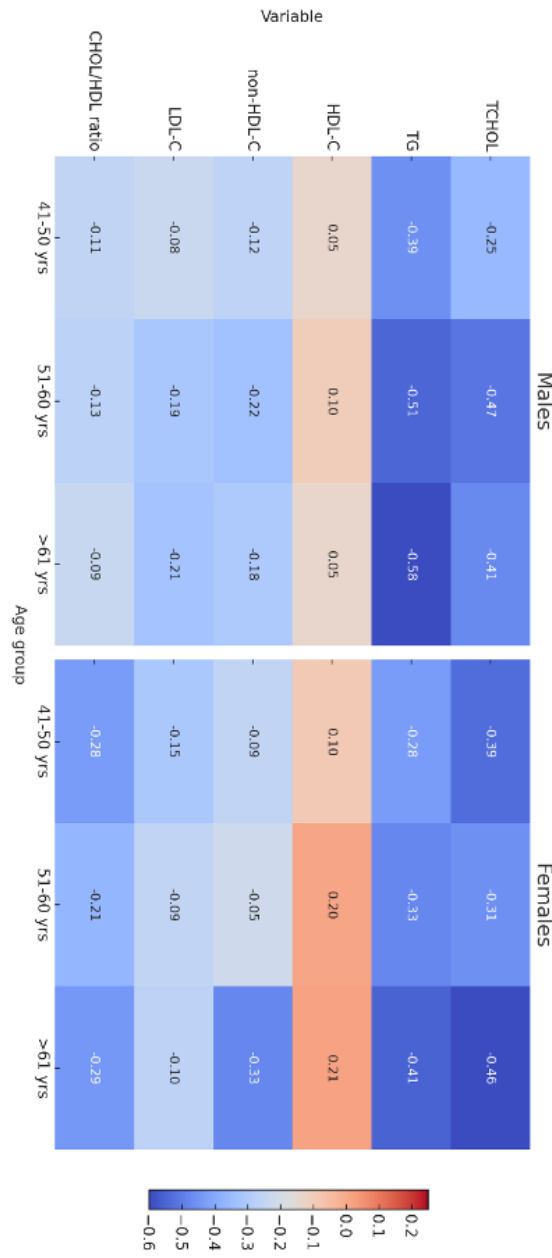 Males Females
TCHOL -0.25 -0.47 -0.41 -0.39 -0.31 -0.46
TG -0.39 -0.51 -0.58 -0.28 -0.33 -0.41
HDL-C 0.05 0.10 0.05 0.10 0.20 0.21
non-HDL-C -0.12 -0.22 -0.18 -0.09 -0.05 -0.33
LDL-C -0.08 -0.19 -0.21 -0.15 -0.09 -0.10
CHOL/HDL ratio -0.11 -0.13 -0.09 -0.28 -0.21 -0.29
41-50 yrs 51-60 yrs >61 yrs 41-50 yrs 51-60 yrs >61 yrs
Age group
Variable
0.2
0.1
0.0
-0.1
-0.2
-0.3
-0.4
-0.5
-0.6